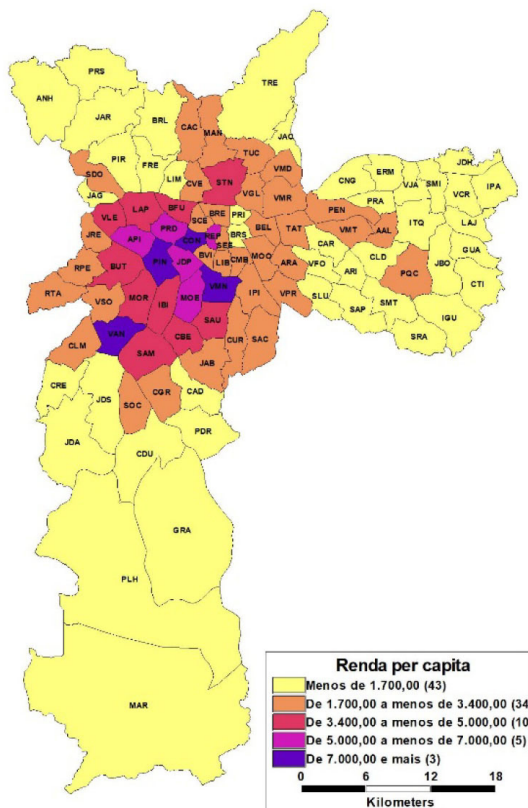 PRS
TRE
ANH
JAR
BRL
CAC
MAN
JAC
TUC
PIR
FRE
LIM
CVE
STN
VGL
VMD
VMR
JAG
VLE
LAP
BFU
SCE
BRE
PRI
BEL
TAT
PEN
CNG
ERM
VJA
SMI
JDH
VCR
IPA
PRA
ITQ
LAJ
VMT
AAL
GUA
JRE
API
PRD
BRS
SEE
CAR
CLD
PQC
JBO
CTI
RPE
BUT
PIN
JDP
BVI
LIB
CMB
MOO
ARA
VFO
ARI
RTA
VSO
MOR
IBI
MOE
VMN
IPI
VPR
SLU
SAP
SMT
IGU
SRA
SAU
CLM
VAN
SAM
CBE
CUR
SAC
JAB
CRE
JDS
SOC
CGR
CAD
JDA
PDR
CDU
GRA
PLH
MAR
Renda per capita
Menos de 1.700,00 (43)
De 1.700,00 a menos de 3.400,00 (34
De 3.400,00 a menos de 5.000,00 (10
De 5.000,00 a menos de 7.000,00 (5)
De 7.000,00 e mais (3)
0 6 12 18
Kilometers